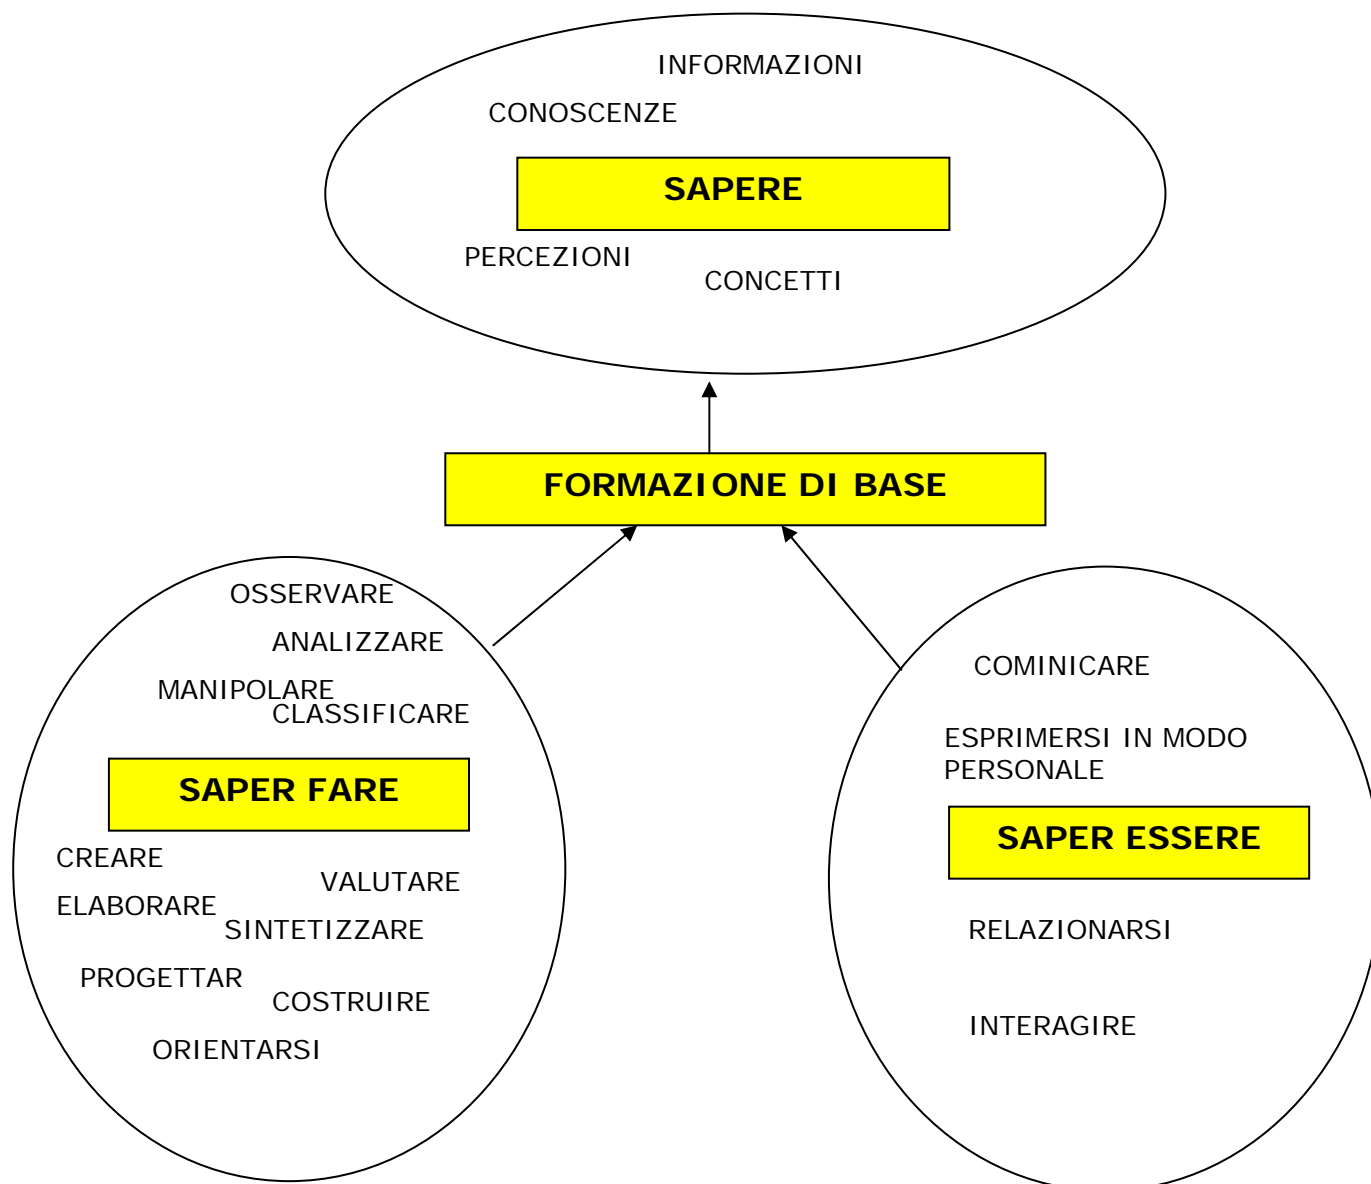 INFORMAZIONI
CONOSCENZE
SAPERE
PERCEZIONI
CONCETTI
FORMAZIONE DI BASE
OSSERVARE
ANALIZZARE
MANIPOLARE
CLASSIFICARE
SAPER FARE
CREARE
VALUTARE
ELABORARE
SINTETIZZARE
PROGETTAR
COSTRUIRE
ORIENTARSI
COMINICARE
ESPRIMERSI IN MODO
PERSONALE
SAPER ESSERE
RELAZIONARSI
INTERAGIRE